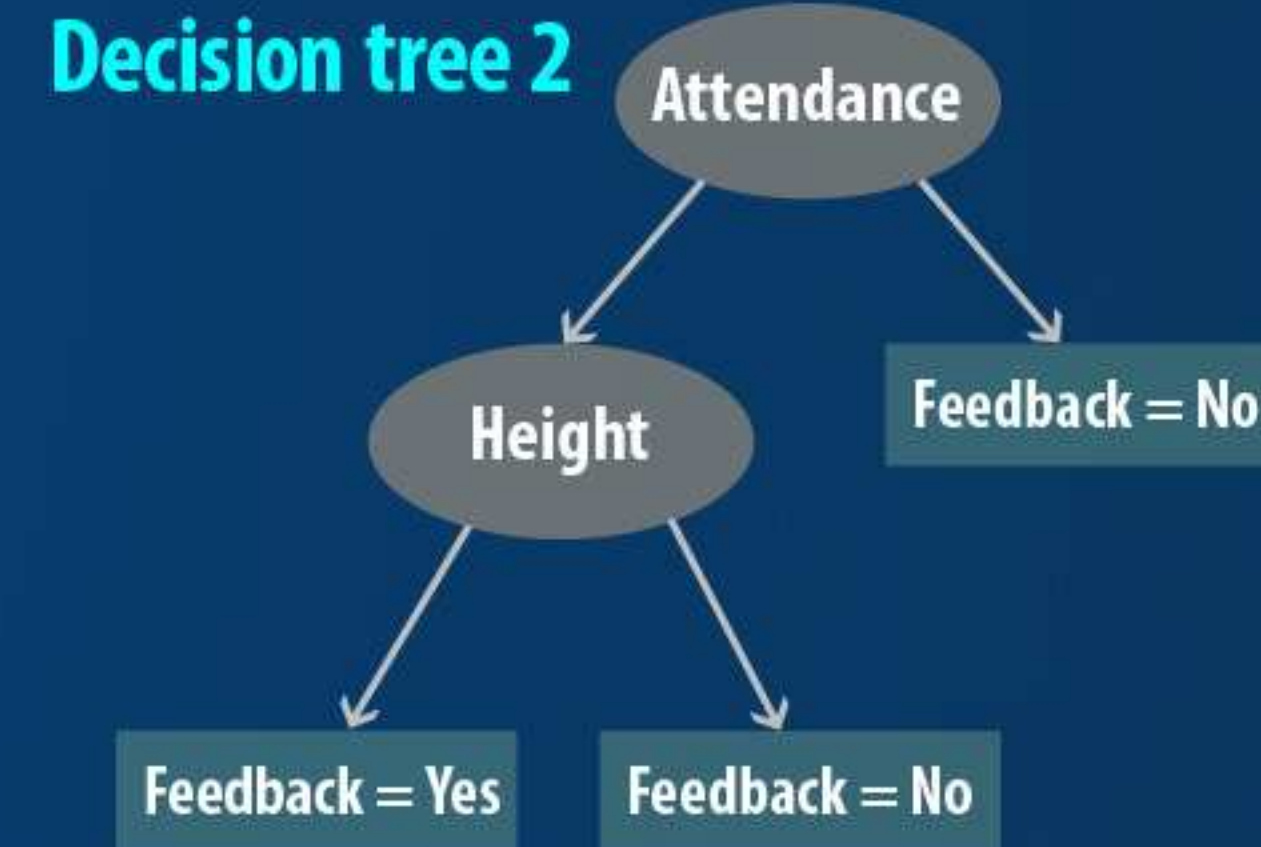 Decision tree 2
Attendance
Height
Feedback = No
Feedback = Yes
Feedback = No